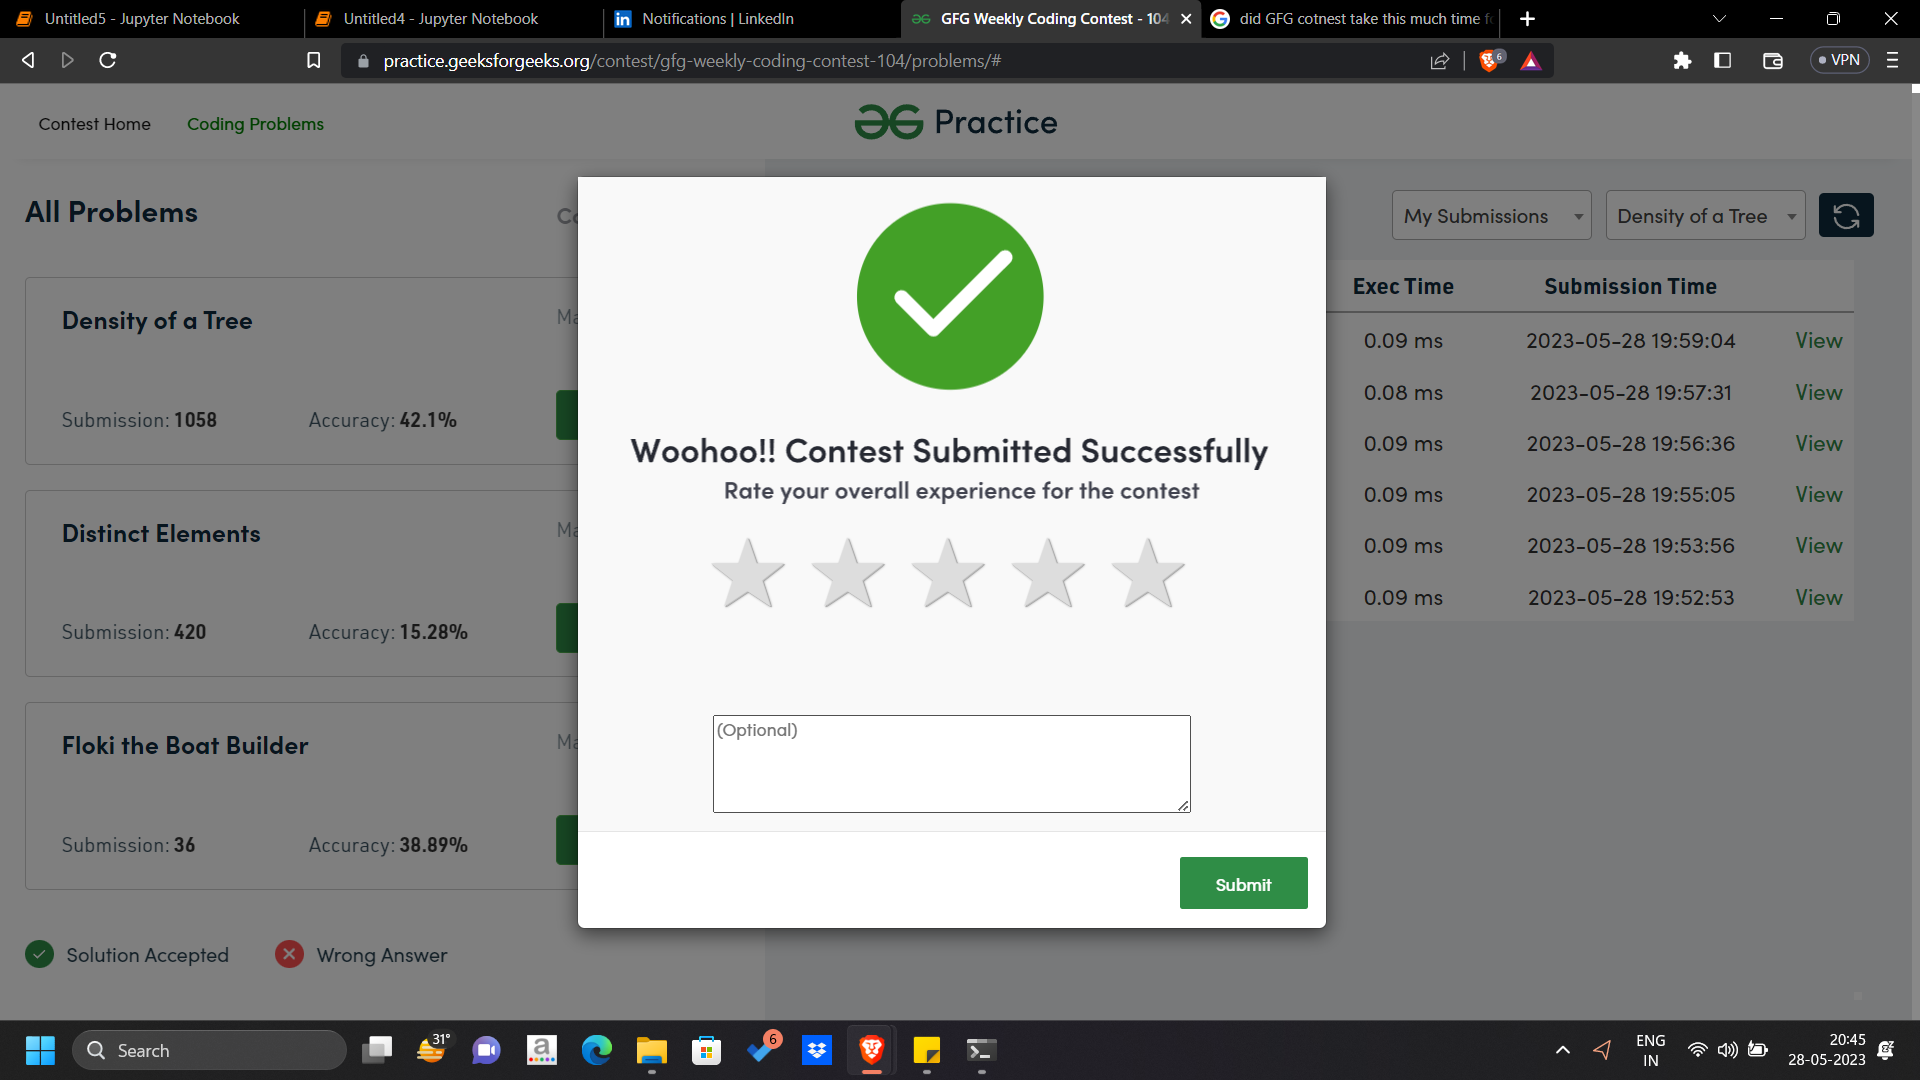 Untitled5 - Jupyter Notebook
Untitled4 - Jupyter Notebook
Notifications | LinkedIn
GFG Weekly Coding Contest - 104
did GFG cotnest take this much time
practice.geeksforgeeks.org/contest/gfg-weekly-coding-contest-104/problems/#
6
VPN
Contest Home
Coding Problems
Practice
All Problems
My Submissions
Density of a Tree
Exec Time
Submission Time
0.09 ms
2023-05-28 19:59:04
View
0.08 ms
2023-05-28 19:57:31
View
0.09 ms
2023-05-28 19:56:36
View
0.09 ms
2023-05-28 19:55:05
View
0.09 ms
2023-05-28 19:53:56
View
0.09 ms
2023-05-28 19:52:53
View
Density of a Tree
Submission: 1058
Accuracy: 42.1%
Distinct Elements
Submission: 420
Accuracy: 15.28%
Floki the Boat Builder
Submission: 36
Accuracy: 38.89%
Solution Accepted
Wrong Answer
Woohoo!! Contest Submitted Successfully
Rate your overall experience for the contest
(Optional)
Submit
Search
31°
a
6
ENG
IN
20:45
28-05-2023